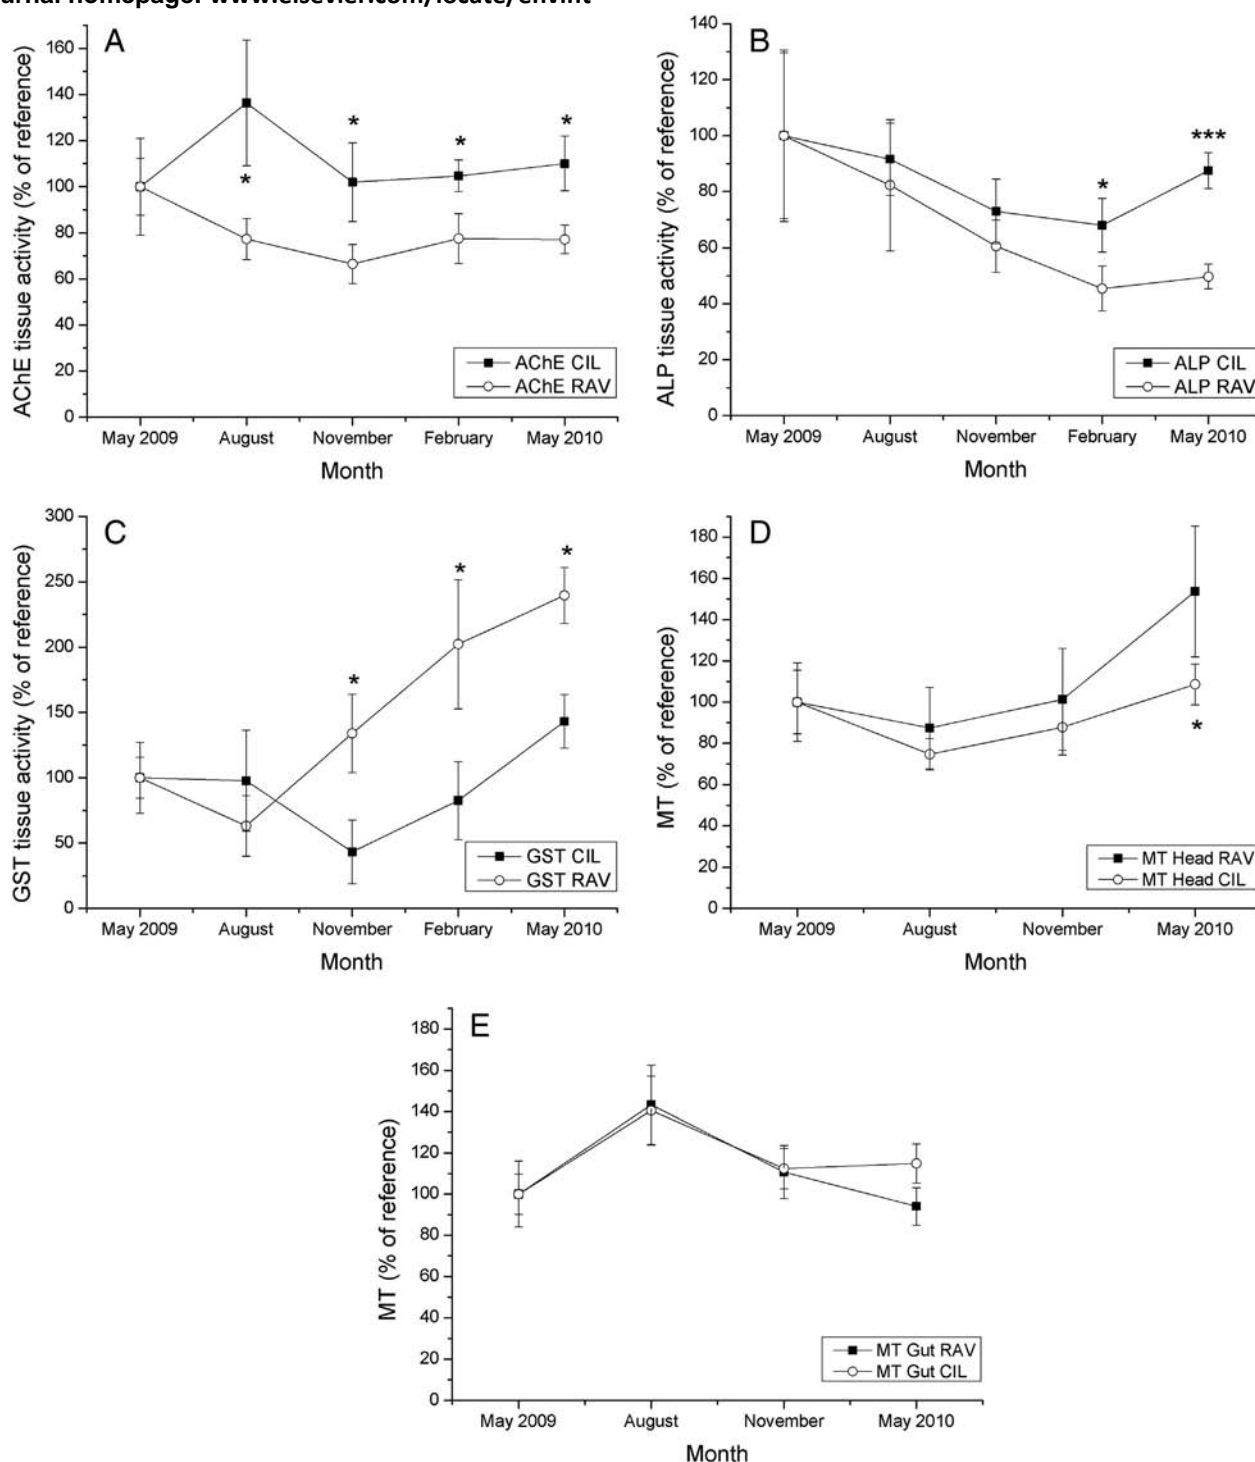 www.elsevier.com/locate/envint
A
AChE tissue activity (% of reference)
160
140
120
100
80
60
40
20
0
* * * *
AChE CIL
AChE RAV
May 2009 August November February May 2010
Month
B
ALP tissue activity (% of reference)
140
120
100
80
60
40
20
0
* ***
ALP CIL
ALP RAV
May 2009 August November February May 2010
Month
C
GST tissue activity (% of reference)
300
250
200
150
100
50
0
* * *
GST CIL
GST RAV
May 2009 August November February May 2010
Month
D
MT (% of reference)
180
160
140
120
100
80
60
40
20
0
*
MT Head RAV
MT Head CIL
May 2009 August November May 2010
Month
E
MT (% of reference)
180
160
140
120
100
80
60
40
20
0
MT Gut RAV
MT Gut CIL
May 2009 August November May 2010
Month